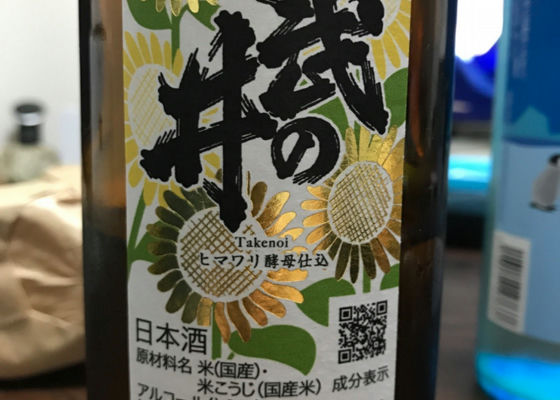 武の井
Takenoi
ヒマワリ酵母仕込
日本酒
原材料名 米(国産)・
米こうじ(国産米)
成分表示